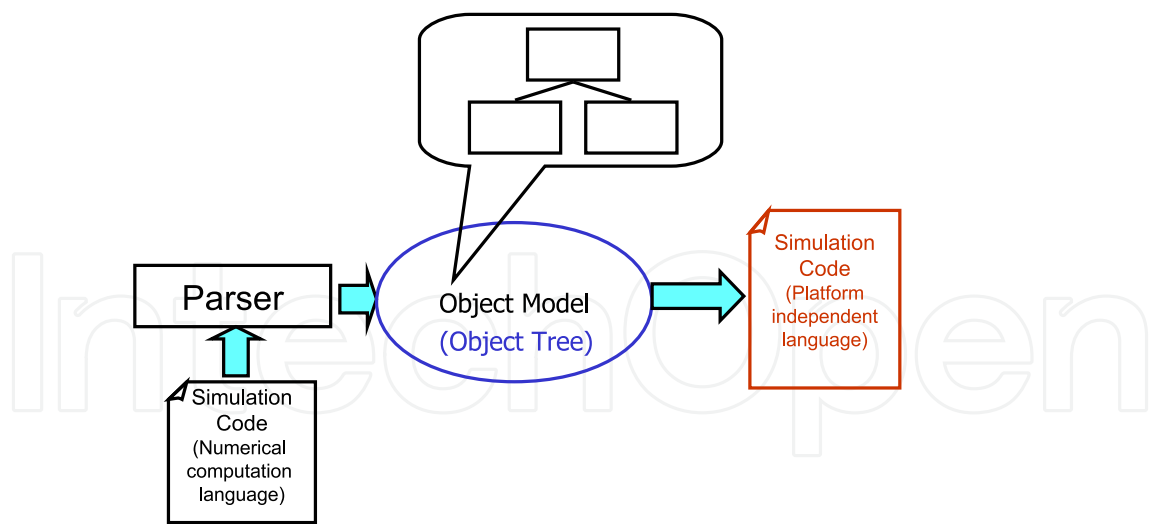 Simulation
Code
(Platform
independent
language)
Parser
Object Model
(Object Tree)
Simulation
Code
(Numerical
computation
language)
IntechOpen